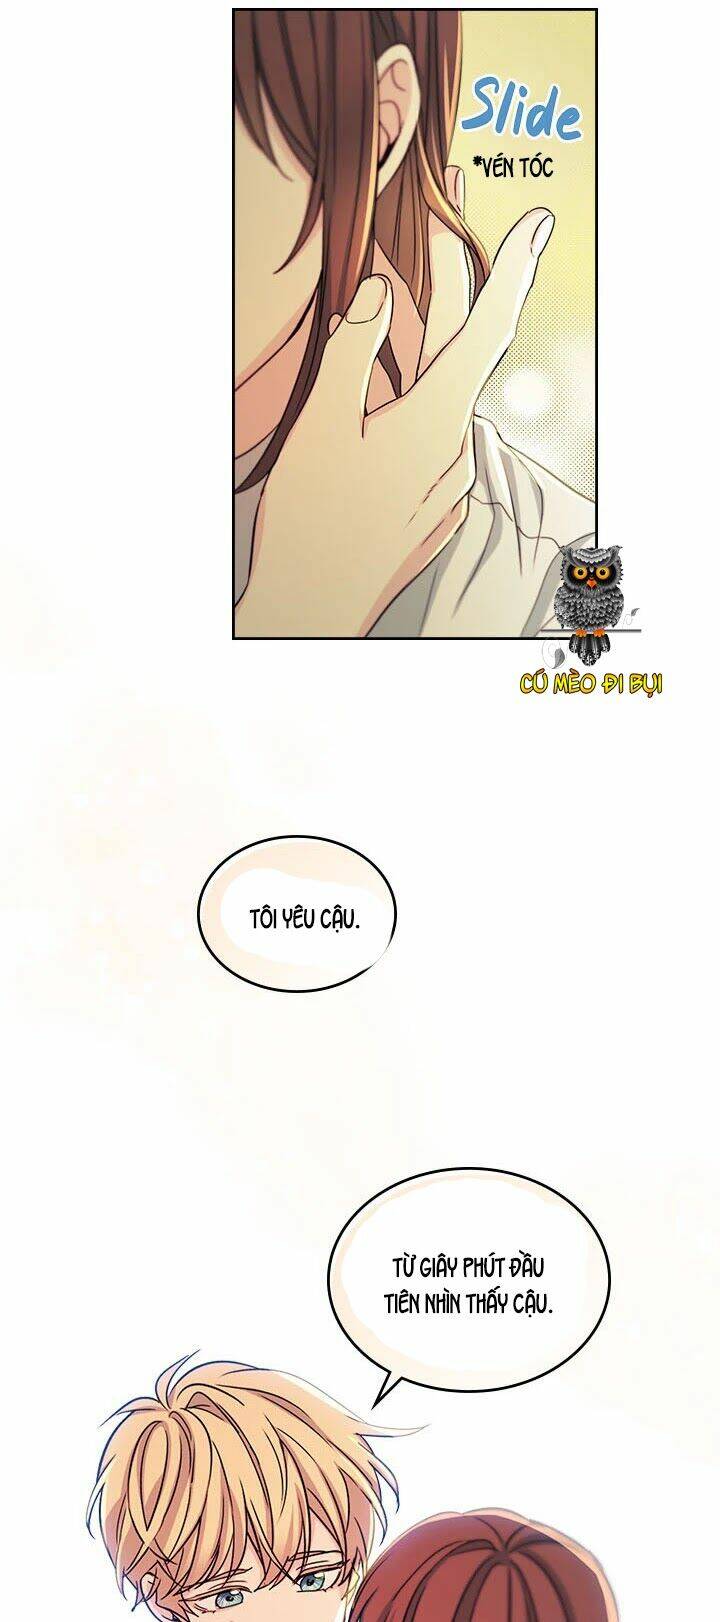 Slide
*VÉN TÓC
CÚ MÈO ĐI BỤI
TÔI YÊU CẬU.
TỪ GIÂY PHÚT ĐẦU
TIÊN NHÌN THẤY CẬU.